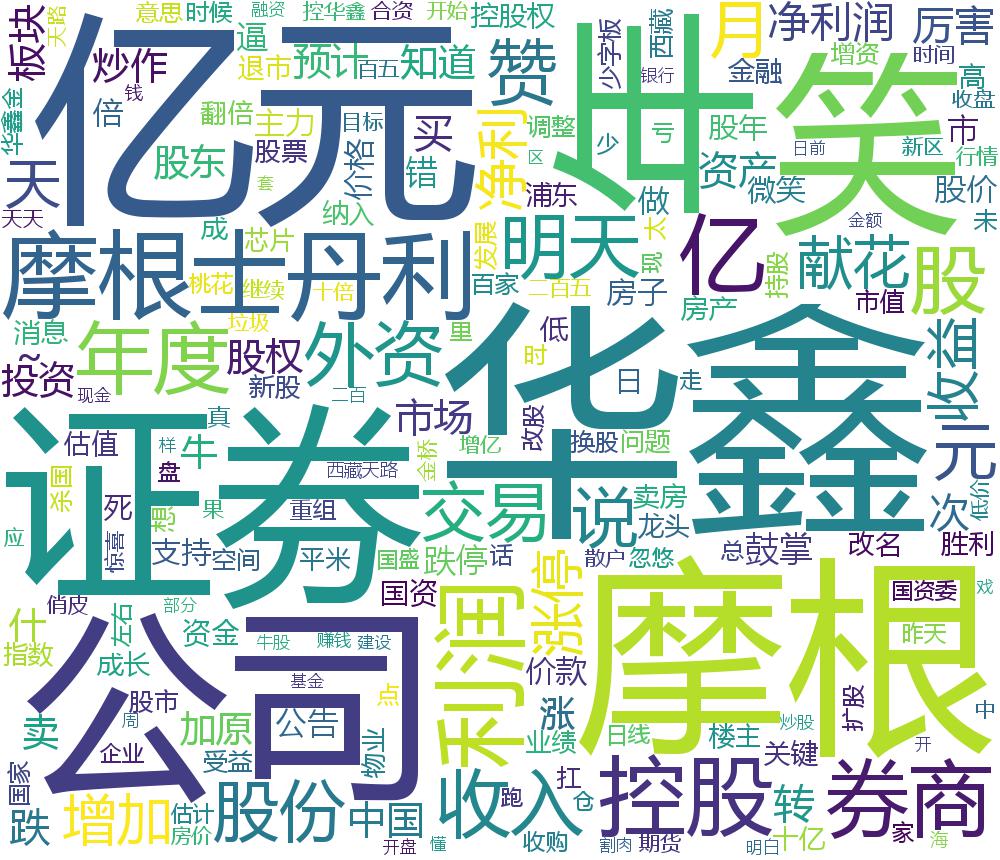 意思
时候
融资
控华鑫
合资
开始
控股权
西藏
月
净利润
厉害
板块
天路
炒作
逼
退市
预计
百五
知道
赞
少字板
银行
金融
增资
时间
高
收盘
亿元
年
笑
倍
钱
翻倍
主力
目标
买
调整
少
亏
股年
日前
新区
市
行情
华鑫金
天
天天
股东
股票
套
价格
错
净利
区
浦东
做
资产
微笑
股价
未
成
芯片
纳入
发展
明天
太
现
亿
金额
献花
股
摩根士丹利
桃花
继续
十倍
百家
二百五
房子
房产
持股
市值
消息
垃圾
年度
股权
外资
里
低
时
日
走
收益
投资~
现金
新股
二百
市场
华鑫
改股
换股
问题
元
估值
样
盘
牛
真
西藏天路
金桥
增亿
证券
杀国
死
想
果
重组
交易
说
卖房
龙头
次
低价
应
惊喜
支持
空间
平米
国盛
跌停
话
散户
忽悠
总
鼓掌
改名
胜利
什
指数
俏皮
部分
左右
国资
利润
涨停
摩根
国资委
戏
昨天
成长
资金
牛股
赚钱
建设
基金
点
价款
公司
卖
股市
周
加原
公告
物业
涨
业绩
日线
楼主
炒股
扩股
中
国家
企业
受益
关键
开
跌
增加
估计
房价
股份
中国
收入
跑
扛
仓
控股
转
券商
开盘
懂
收购
割肉
期货
明白
十亿
家
海